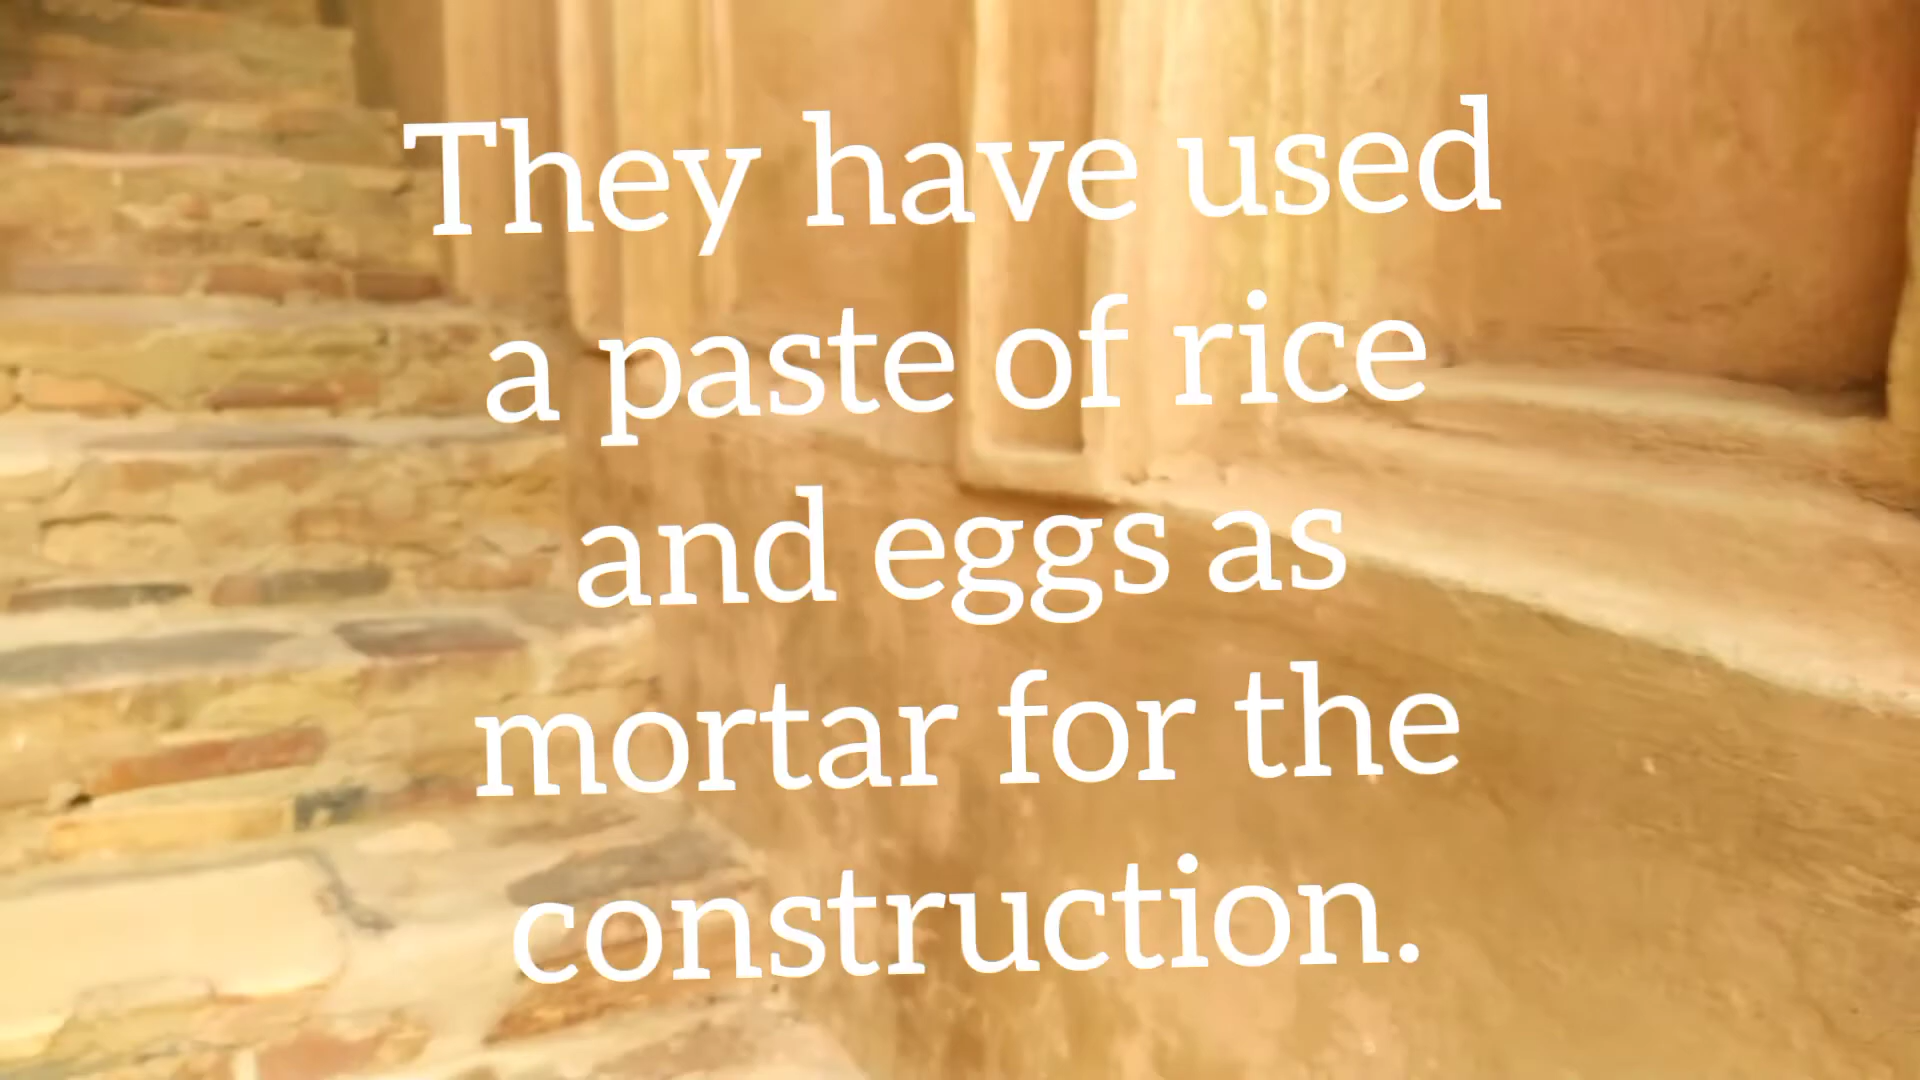 They have used
a paste of rice
and eggs as
mortar for the
construction.